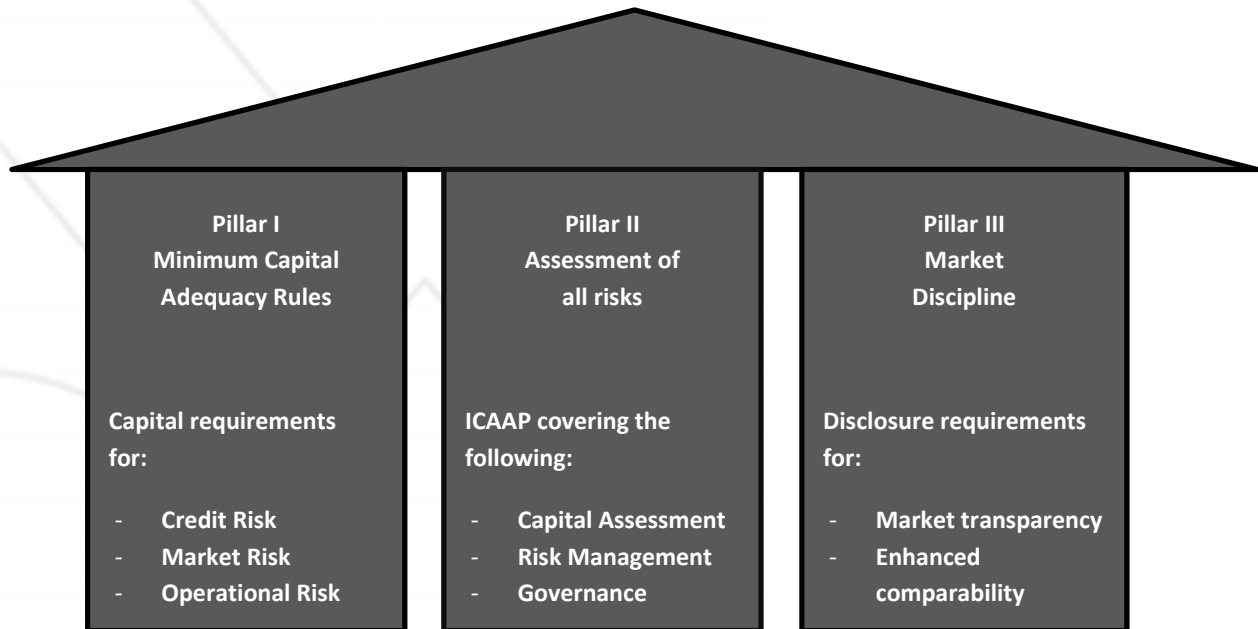 Pillar I
Minimum Capital
Adequacy Rules
Capital requirements
for:
- Credit Risk
- Market Risk
- Operational Risk
Pillar II
Assessment of
all risks
ICAAP covering the
following:
- Capital Assessment
- Risk Management
- Governance
Pillar III
Market
Discipline
Disclosure requirements
for:
- Market transparency
- Enhanced
comparability